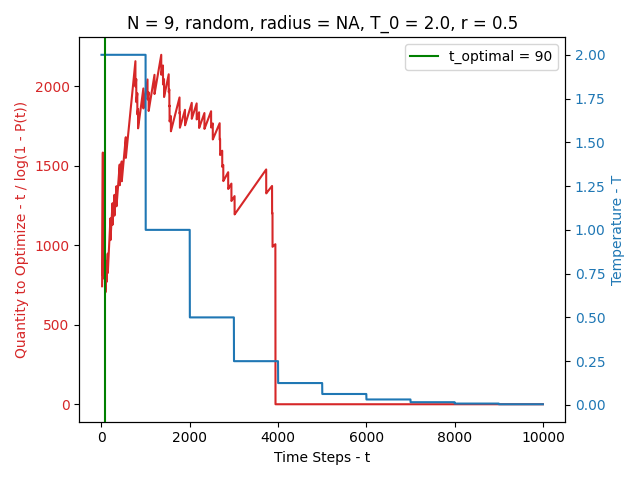 N = 9, random, radius = NA, T_0 = 2.0, r = 0.5
t_optimal = 90
Quantity to Optimize - t / log(1 - P(t))
2000
1500
1000
500
0
2.00
1.75
1.50
1.25
1.00
0.75
0.50
0.25
0.00
Temperature - T
0 2000 4000 6000 8000 10000
Time Steps - t